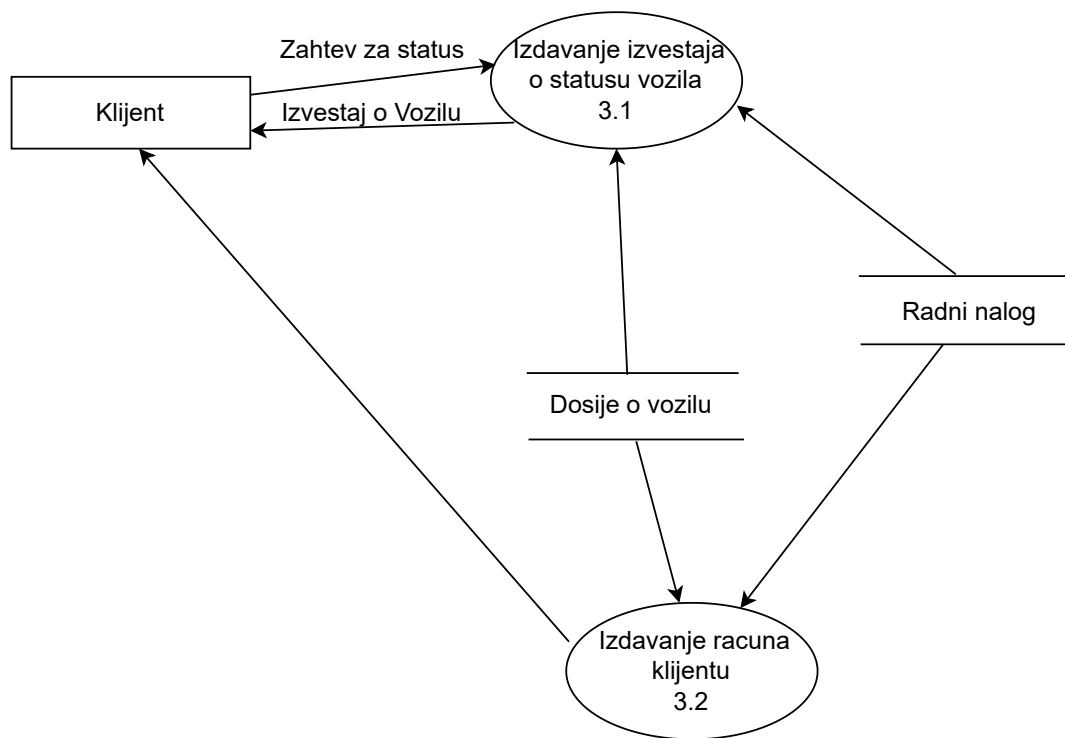 Zahtev za status
Izdavanje izvestaja
o statusu vozila
3.1
Klijent
Izvestaj o Vozilu
Radni nalog
Dosije o vozilu
Izdavanje racuna
klijentu
3.2